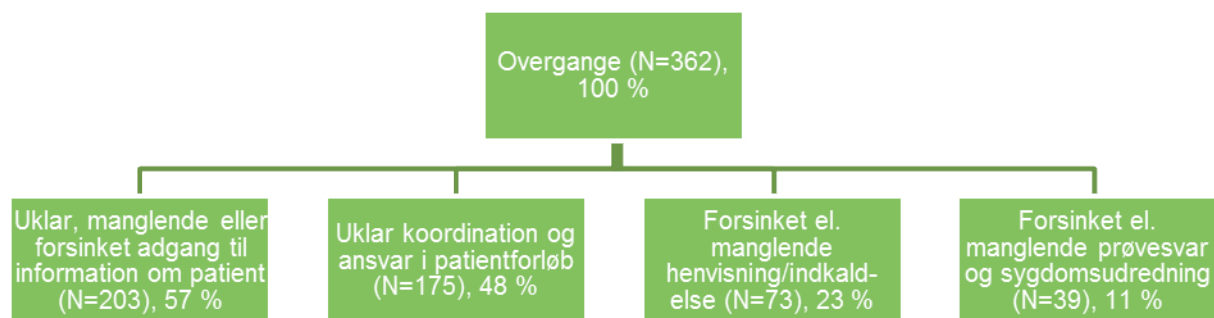 Overgange (N=362),
100 %
Uklar, manglende eller
forsinket adgang til
information om patient
(N=203), 57 %
Uklar koordination og
ansvar i patientforløb
(N=175), 48 %
Forsinket el.
manglende
henvisning/indkald-
else (N=73), 23 %
Forsinket el.
manglende prøvesvar
og sygdomsudredning
(N=39), 11 %